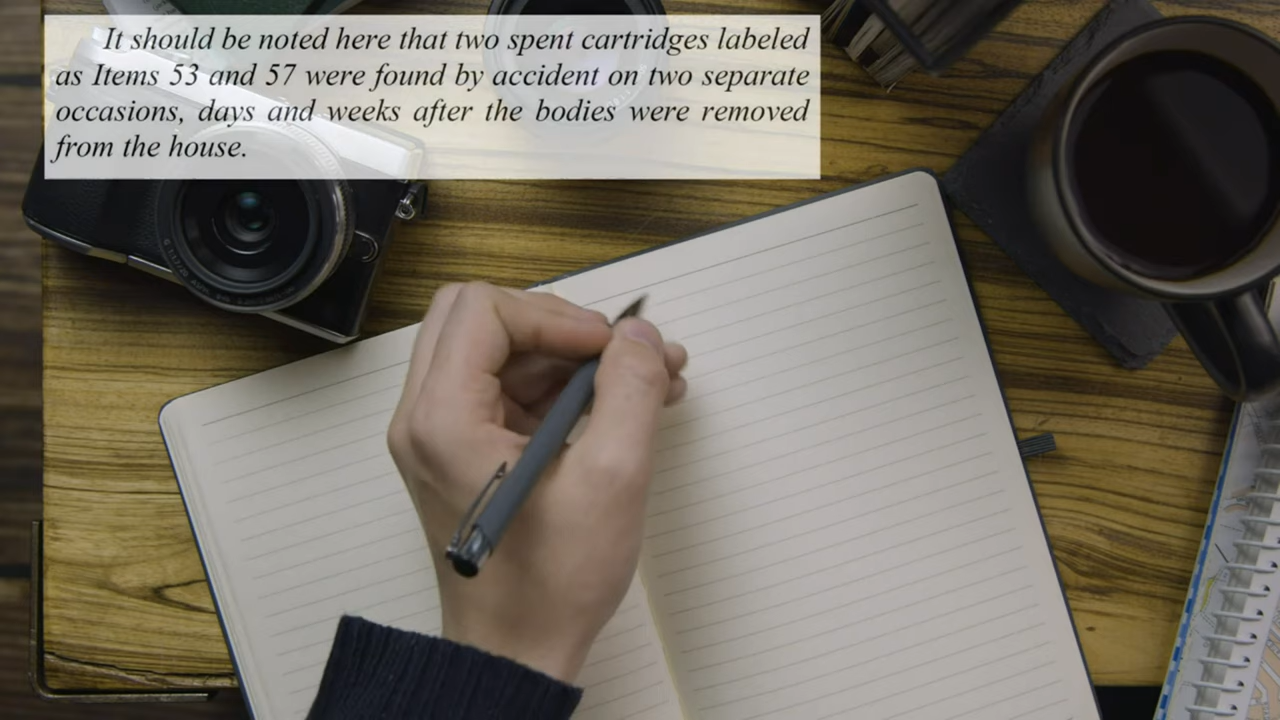 It should be noted here that two spent cartridges labeled
as Items 53 and 57 were found by accident on two separate
occasions, days and weeks after the bodies were removed
from the house.